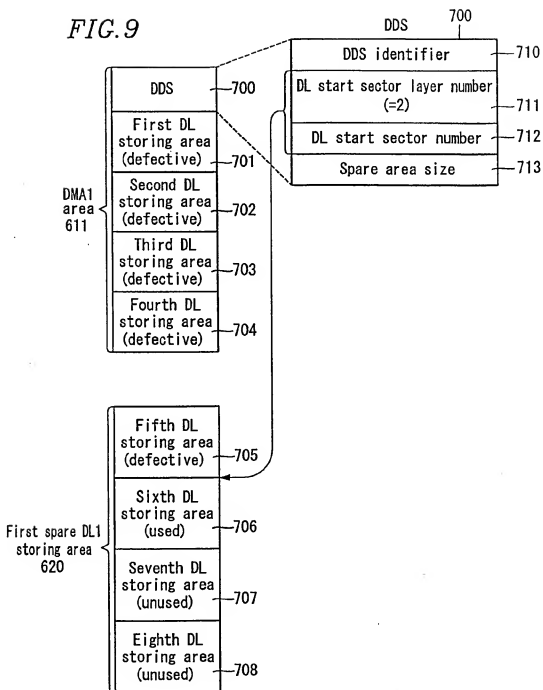 FIG.9
DDS
700
DDS identifier
710
DL start sector layer number
(=2)
711
DL start sector number
712
Spare area size
713
DDS
700
First DL
storing area
(defective)
701
Second DL
storing area
(defective)
702
Third DL
storing area
(defective)
703
Fourth DL
storing area
(defective)
704
DMA1
area
611
Fifth DL
storing area
(defective)
705
Sixth DL
storing area
(used)
706
Seventh DL
storing area
(unused)
707
Eighth DL
storing area
(unused)
708
First spare DL1
storing area
620